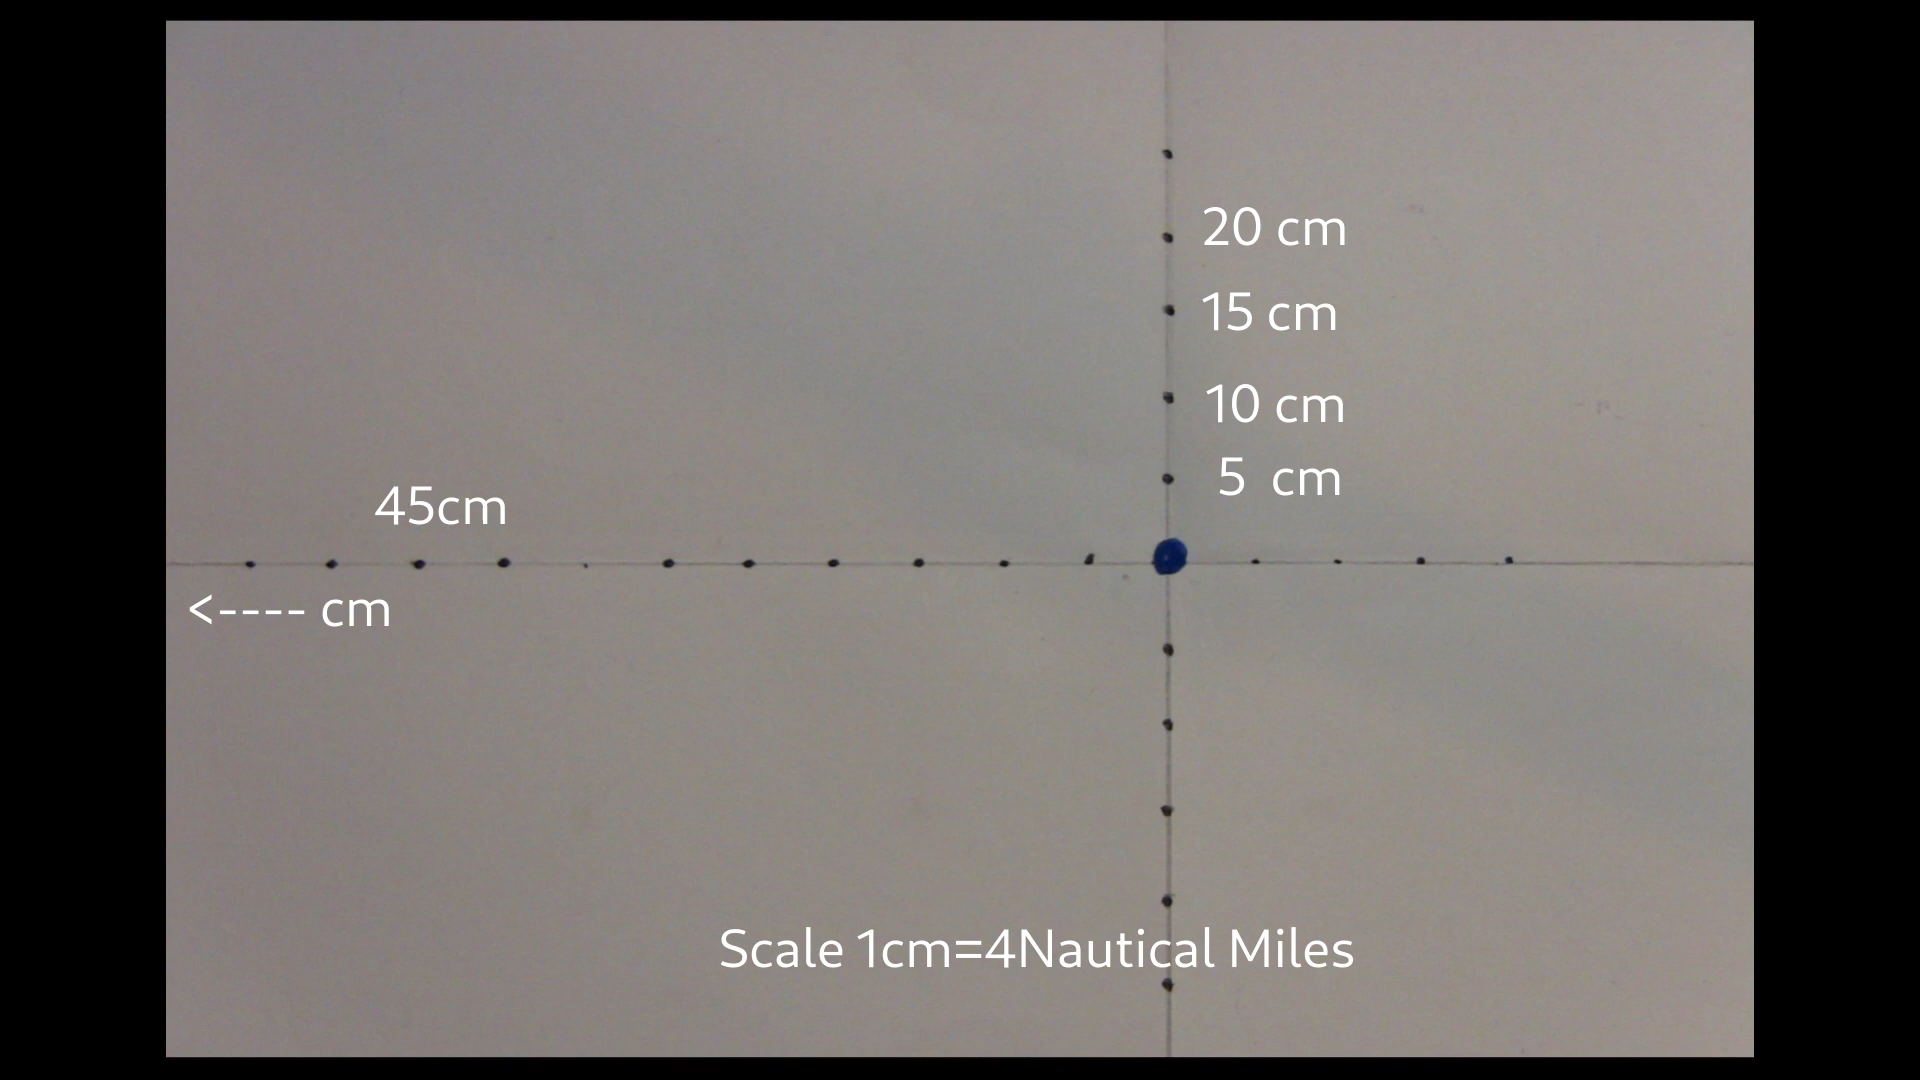 20 cm
15 cm
10 cm
5 cm
45cm
<---- cm
Scale 1cm=4Nautical Miles